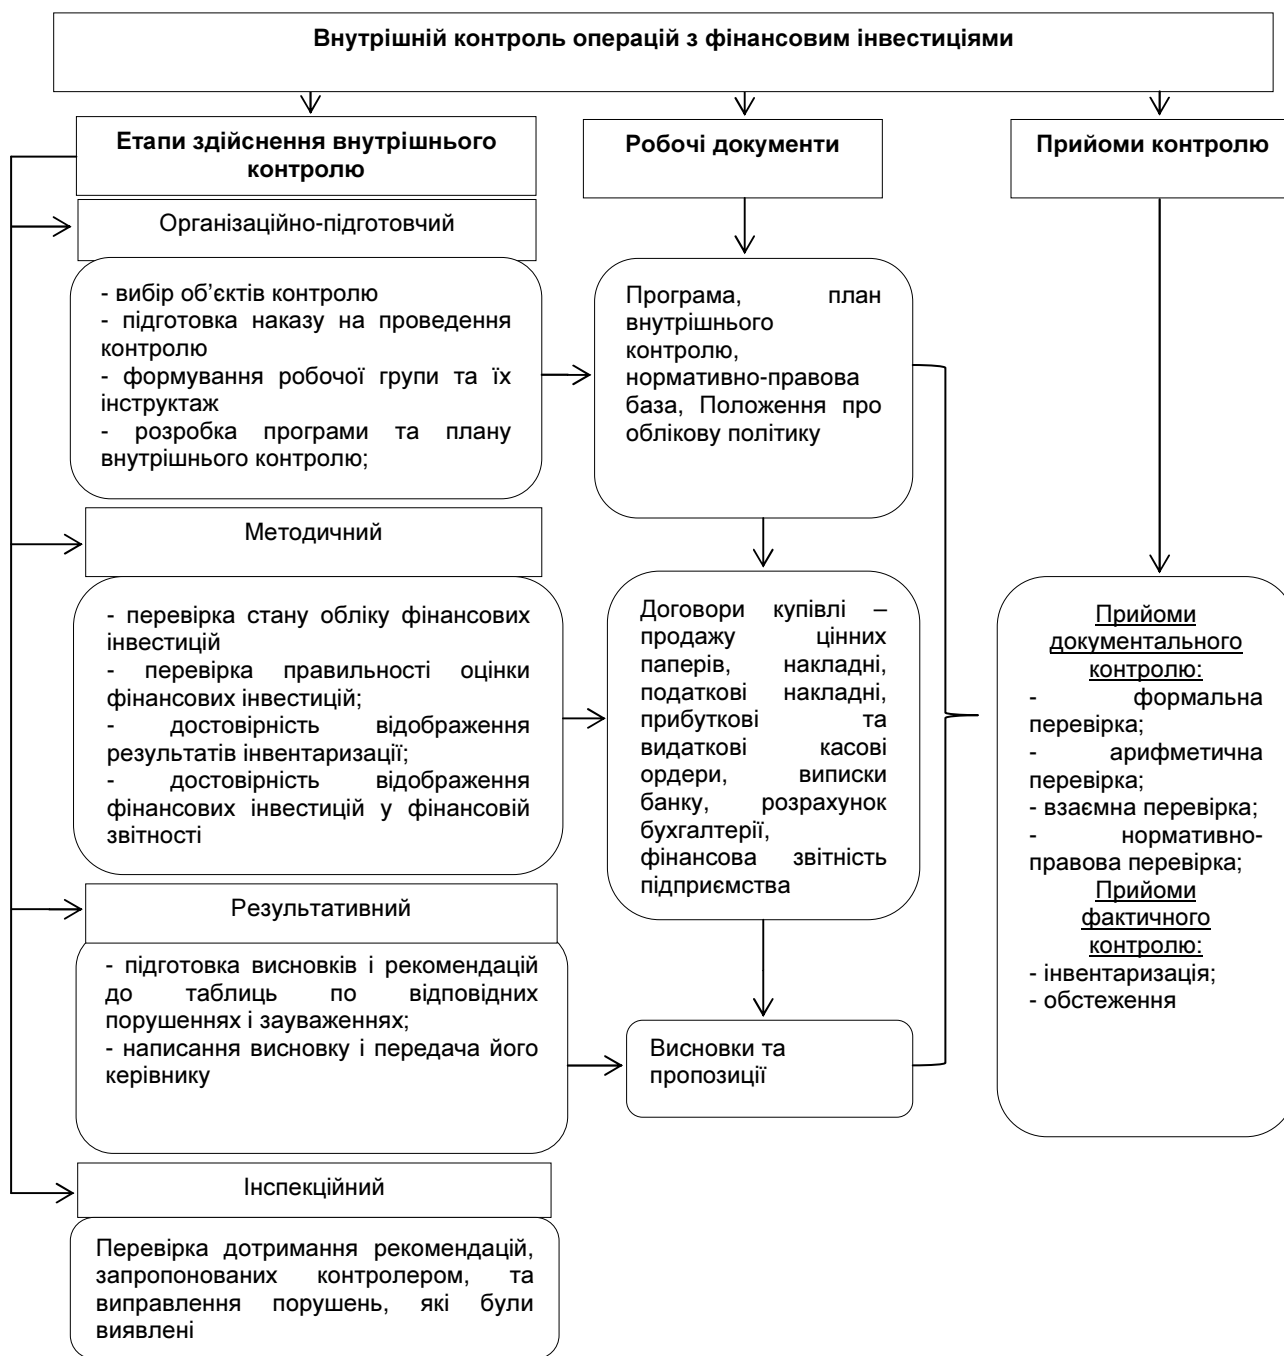 Внутрішній контроль операцій з фінансовим інвестиціями
Етапи здійснення внутрішнього
контролю
Організаційно-підготовчий
- вибір об’єктів контролю
- підготовка наказу на проведення
контролю
- формування робочої групи та їх
інструктаж
- розробка програми та плану
внутрішнього контролю;
Методичний
- перевірка стану обліку фінансових
інвестицій
- перевірка правильності оцінки
фінансових інвестицій;
- достовірність відображення
результатів інвентаризації;
- достовірність відображення
фінансових інвестицій у фінансовій
звітності
Результативний
- підготовка висновків і рекомендацій
до таблиць по відповідних
порушеннях і зауваженнях;
- написання висновку і передача його
керівнику
Інспекційний
Перевірка дотримання рекомендацій,
запропонованих контролером, та
виправлення порушень, які були
виявлені
Робочі документи
Програма, план
внутрішнього
контролю,
нормативно-правова
база, Положення про
облікову політику
Договори купівлі –
продажу цінних
паперів, накладні,
податкові накладні,
прибуткові та
видаткові касові
ордери, виписки
банку, розрахунок
бухгалтерії,
фінансова звітність
підприємства
Висновки та
пропозиції
Прийоми контролю
Прийоми
документального
контролю:
- формальна
перевірка;
- арифметична
перевірка;
- взаємна перевірка;
- нормативно-
правова перевірка;
Прийоми
фактичного
контролю:
- інвентаризація;
- обстеження